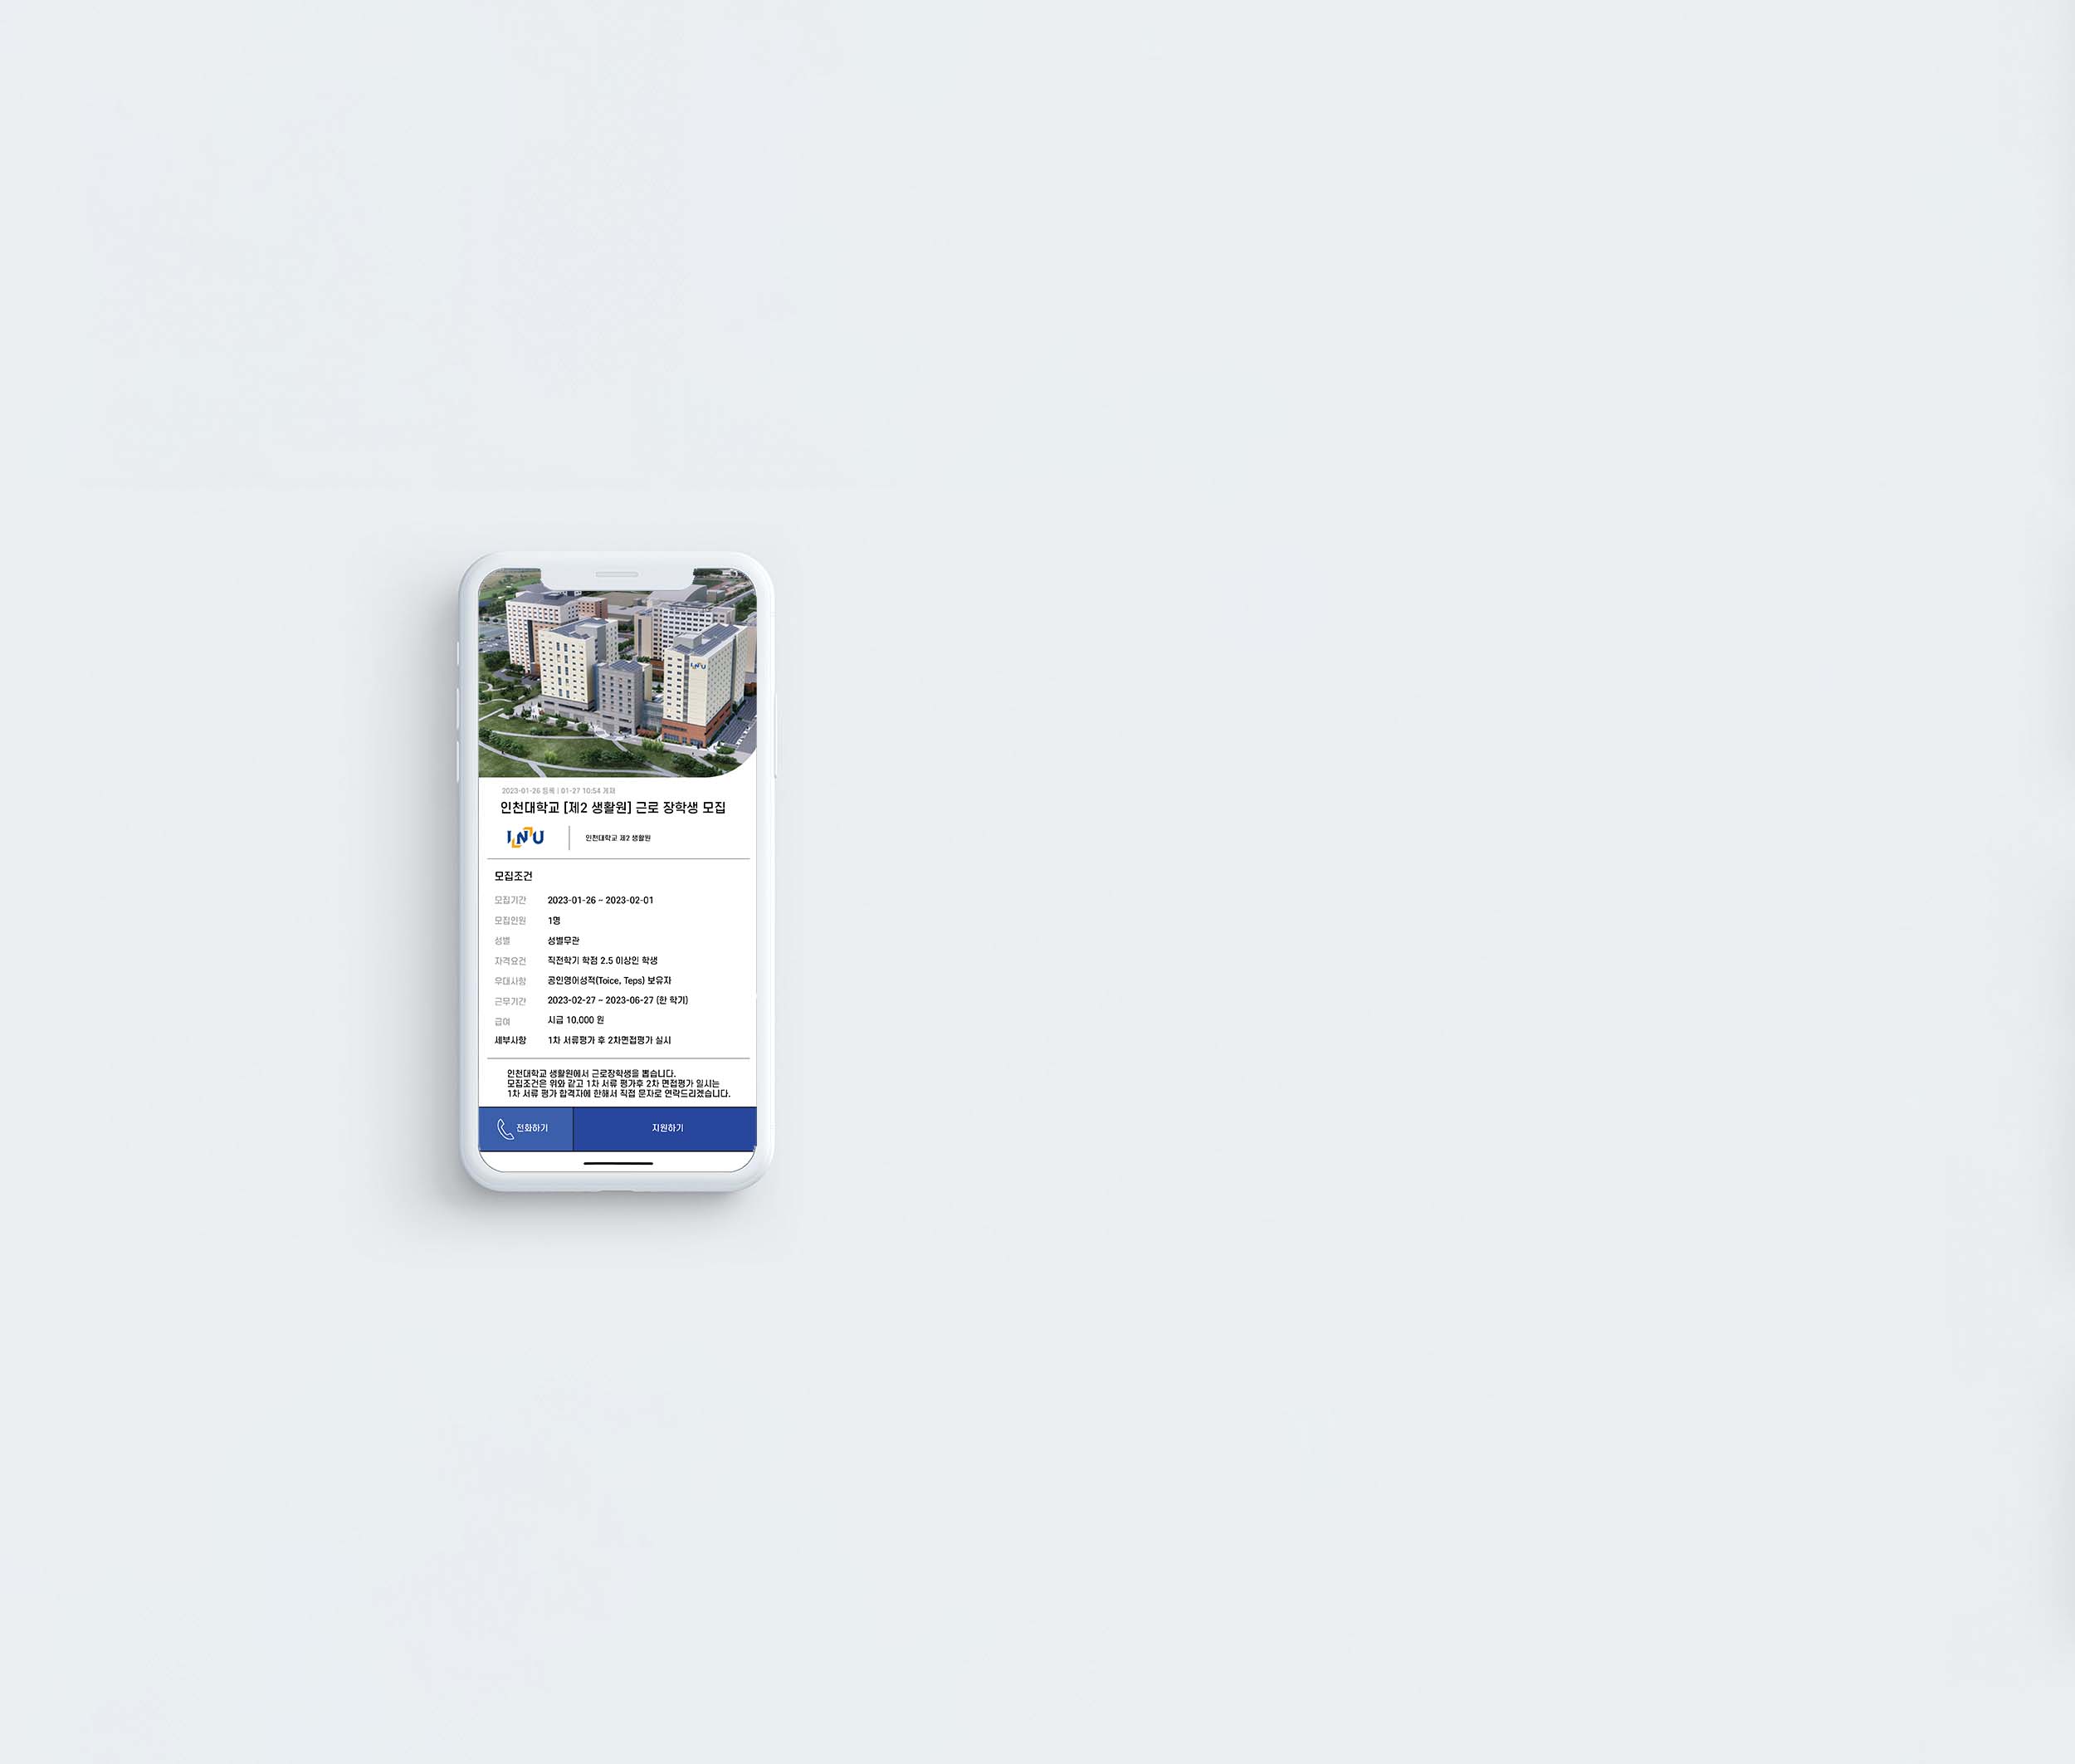 INU
2023-01-26 등록 | 01-27 10:54 게재
인천대학교 [제2 생활원] 근로 장학생 모집
INU 인천대학교 제2 생활원
모집조건
모집기간 2023-01-26 ~ 2023-02-01
모집인원 1명
성별 성별무관
자격요건 직전학기 학점 2.5 이상인 학생
우대사항 공인영어성적(Toice, Teps) 보유자
근무기간 2023-02-27 ~ 2023-06-27 (한 학기)
급여 시급 10,000 원
세부사항 1차 서류평가 후 2차면접평가 실시
인천대학교 생활원에서 근로장학생을 뽑습니다.
모집조건은 위와 같고 1차 서류 평가후 2차 면접평가 일시는
1차 서류 평가 합격자에 한해서 직접 문자로 연락드리겠습니다.
전화하기 지원하기